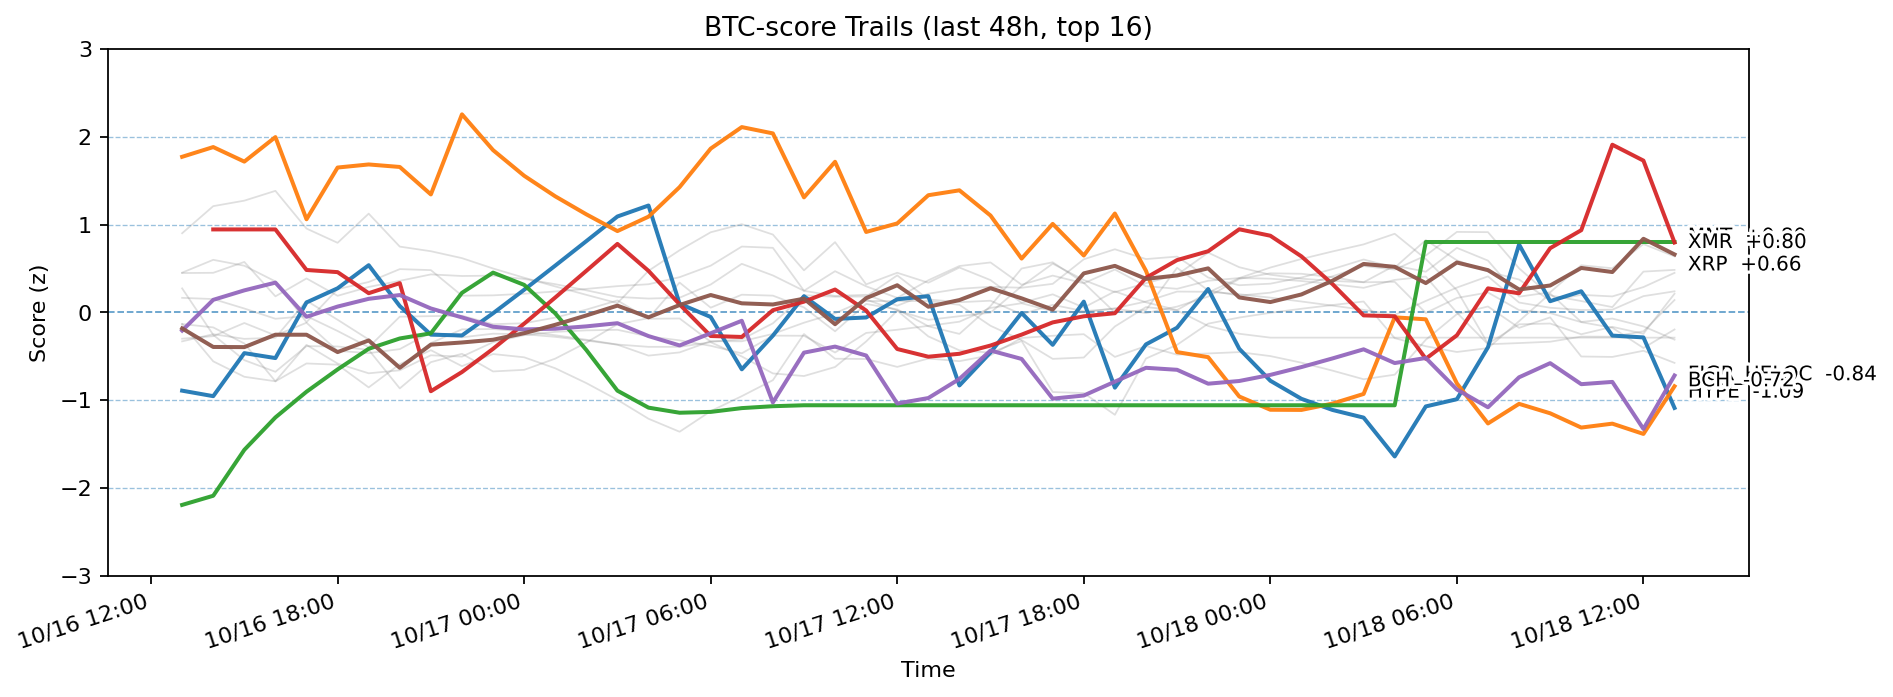 BTC-score Trails (last 48h, top 16)
Score (z)
3
2
1
0
−1
−2
−3
XMR +0.80
XRP +0.66
-0.84
BCH -0.72
HYPE -1.09
10/16 12:00
10/16 18:00
10/17 00:00
10/17 06:00
10/17 12:00
10/17 18:00
10/18 00:00
10/18 06:00
10/18 12:00
Time